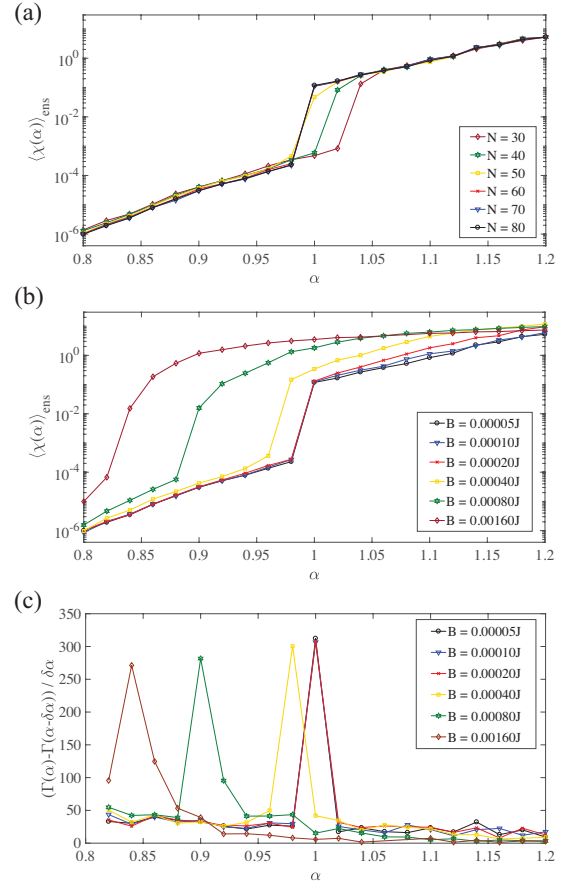 (a)
10^0
10^-2
10^-4
10^-6
⟨χ(α)⟩ens
N = 30
N = 40
N = 50
N = 60
N = 70
N = 80
0.8 0.85 0.9 0.95 1 1.05 1.1 1.15 1.2
α
(b)
10^0
10^-2
10^-4
10^-6
⟨χ(α)⟩ens
B = 0.00005J
B = 0.00010J
B = 0.00020J
B = 0.00040J
B = 0.00080J
B = 0.00160J
0.8 0.85 0.9 0.95 1 1.05 1.1 1.15 1.2
α
(c)
350
300
250
200
150
100
50
0
(Γ(α)-Γ(α-δα)) / δα
B = 0.00005J
B = 0.00010J
B = 0.00020J
B = 0.00040J
B = 0.00080J
B = 0.00160J
0.8 0.85 0.9 0.95 1 1.05 1.1 1.15 1.2
α